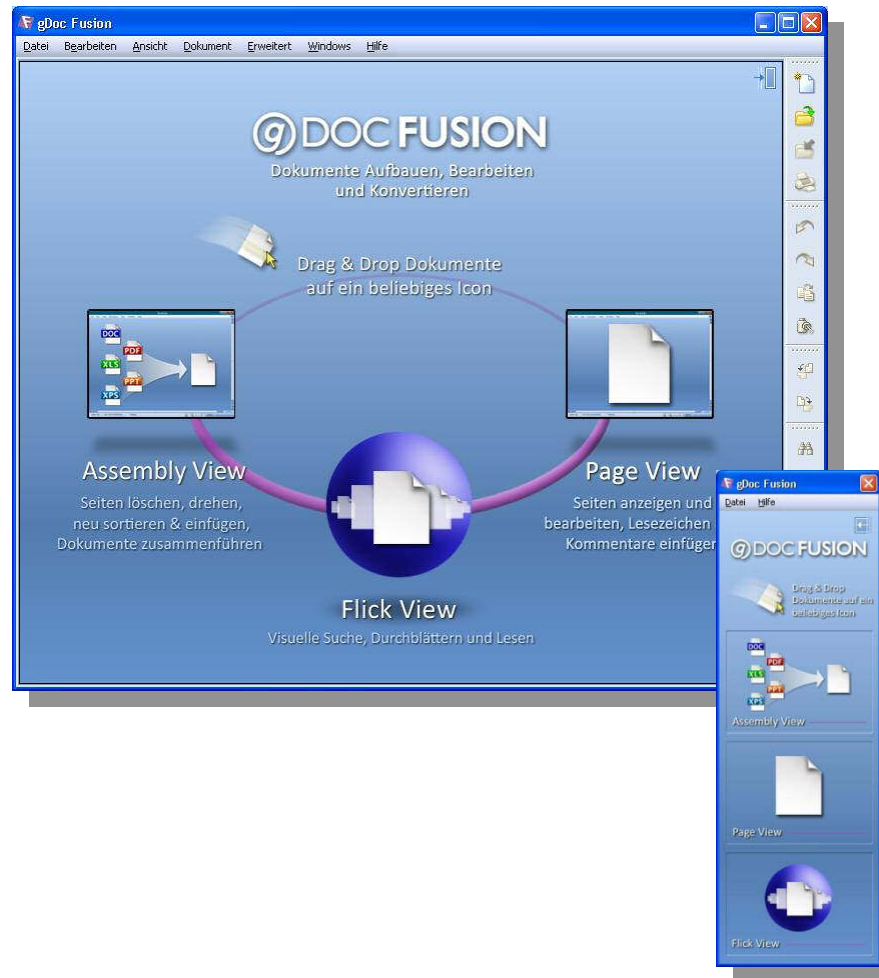 gDoc Fusion
Datei Bearbeiten Ansicht Dokument Erweitert Windows Hilfe
gDOC FUSION
Dokumente Aufbauen, Bearbeiten
und Konvertieren
Drag & Drop Dokumente
auf ein beliebiges Icon
DOC
PDF
XLS
PPT
XPS
Assembly View
Seiten löschen, drehen,
neu sortieren & einfügen,
Dokumente zusammenführen
Page View
Seiten anzeigen und
bearbeiten, Lesezeichen
Kommentare einfügen
Flick View
Visuelle Suche, Durchblättern und Lesen
gDoc Fusion
Datei Hilfe
gDOC FUSION
Drag & Drop
Dokumente auf ein
beliebiges Icon
DOC
PDF
XLS
PPT
XPS
Assembly View
Page View
Flick View